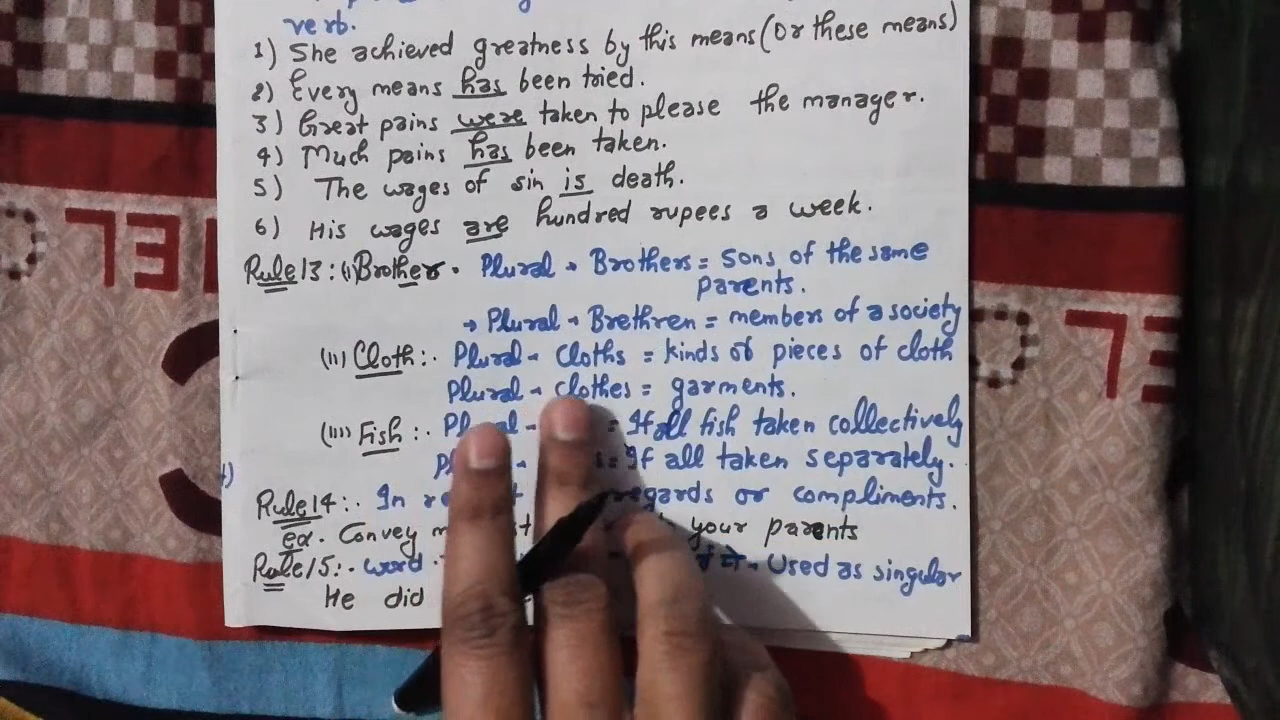 verb.
1) She achieved greatness by this means (Or these means)
2) Every means has been tried.
3) Great pains were taken to please the manager.
4) Much pains has been taken.
5) The wages of sin is death.
6) His wages are hundred rupees a week.
Rule 13: (i) Brother. Plural → Brothers = Sons of the same
parents.
→ Plural → Brethren = members of a society
(ii) Cloth:- Plural - Cloths = kinds of pieces of cloth
Plural → clothes = garments.
(iii) Fish:- - = If all fish taken collectively
- = If all taken separately.
Rule 14:- In regards or compliments.
ex. Convey your parents
Rule 15:- word - Used as singular
He did